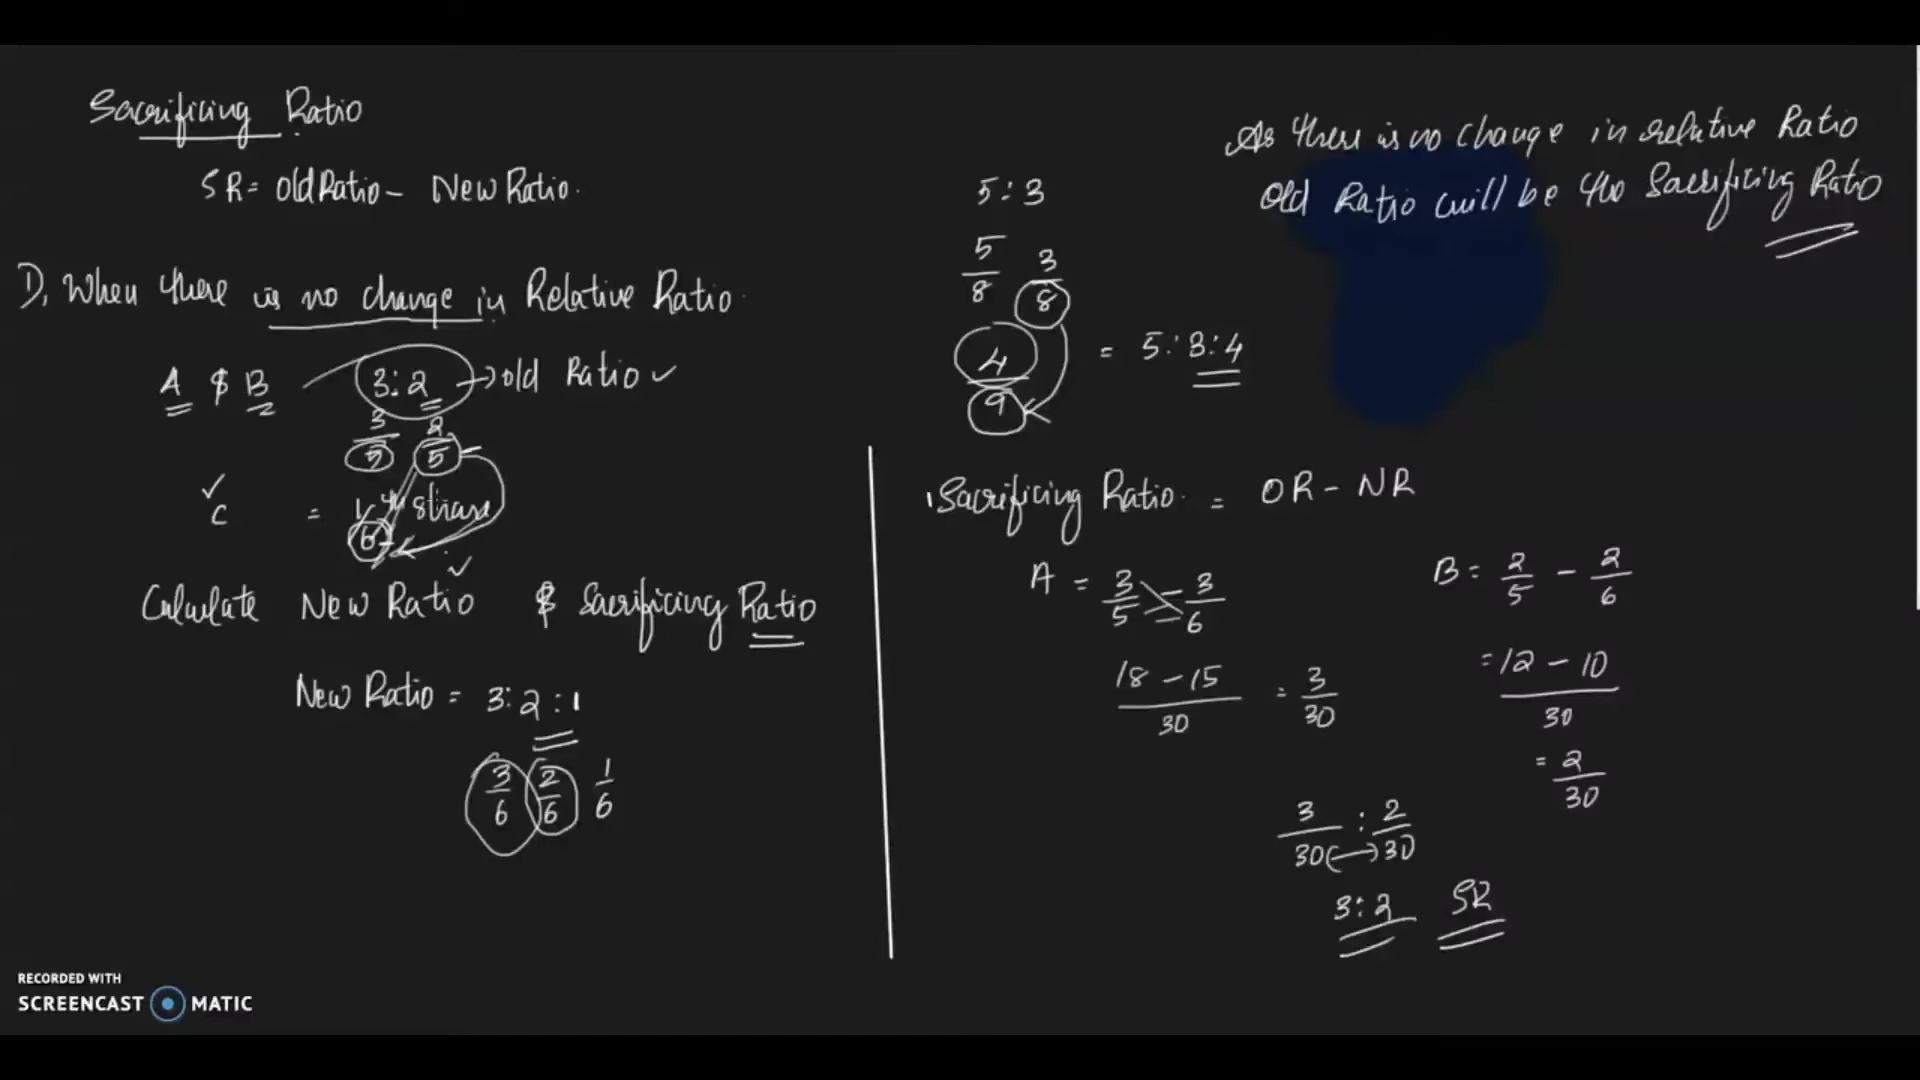 Sacrificing Ratio
SR = Old Ratio - New Ratio.
1), When there is no change in Relative Ratio.
A & B 3:2 → old Ratio ✓
3/5 2/5
✓
C = share
6
Calculate New Ratio ✓ & Sacrificing Ratio
New Ratio = 3:2:1
3/6 2/6 1/6
5:3
5/8 3/8
4/9 = 5:3:4
As there is no change in relative Ratio
Old Ratio will be the Sacrificing Ratio
Sacrificing Ratio = OR - NR
A = 3/5 - 3/6
18 - 15 / 30 = 3/30
B = 2/5 - 2/6
= 12 - 10 / 30
= 2/30
3/30 : 2/30
3:2 SR
RECORDED WITH
SCREENCAST MATIC